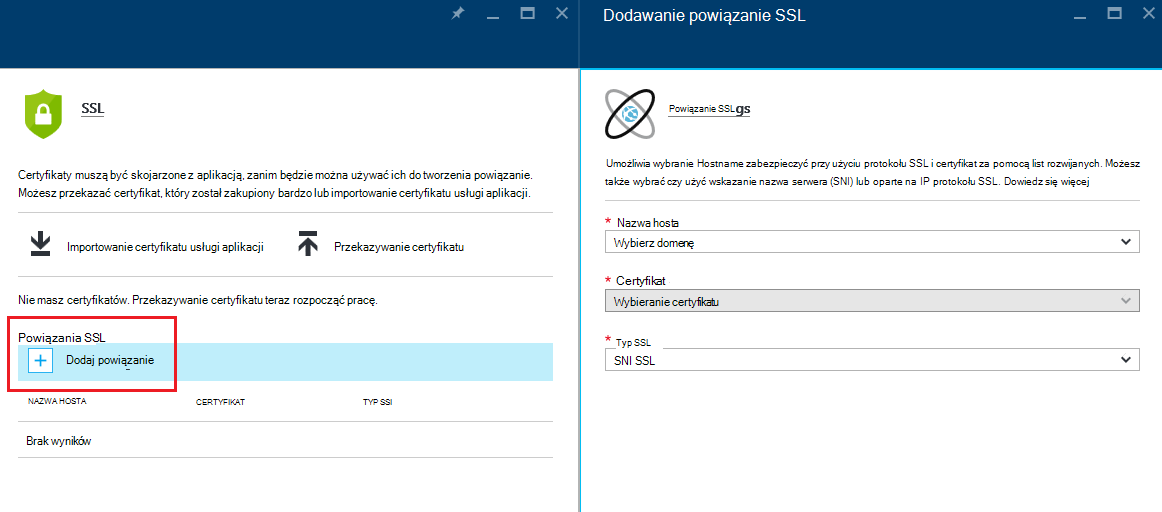 Dodawanie powiązanie SSL
SSL
Certyfikaty muszą być skojarzone z aplikacją, zanim będzie można używać ich do tworzenia powiązanie.
Możesz przekazać certyfikat, który został zakupiony bardzo lub importowanie certyfikatu usługi aplikacji.
Importowanie certyfikatu usługi aplikacji
Przekazywanie certyfikatu
Nie masz certyfikatów. Przekazywanie certyfikatu teraz rozpocząć pracę.
Powiązania SSL
Dodaj powiązanie
NAZWA HOSTA CERTYFIKAT TYP SSl
Brak wyników
Powiązanie SSLgs
Umożliwia wybranie Hostname zabezpieczyć przy użyciu protokołu SSL i certyfikat za pomocą list rozwijanych. Możesz
także wybrać czy użyć wskazanie nazwa serwera (SNI) lub oparte na IP protokołu SSL. Dowiedz się więcej
* Nazwa hosta
Wybierz domenę
* Certyfikat
Wybieranie certyfikatu
* Typ SSL
SNI SSL